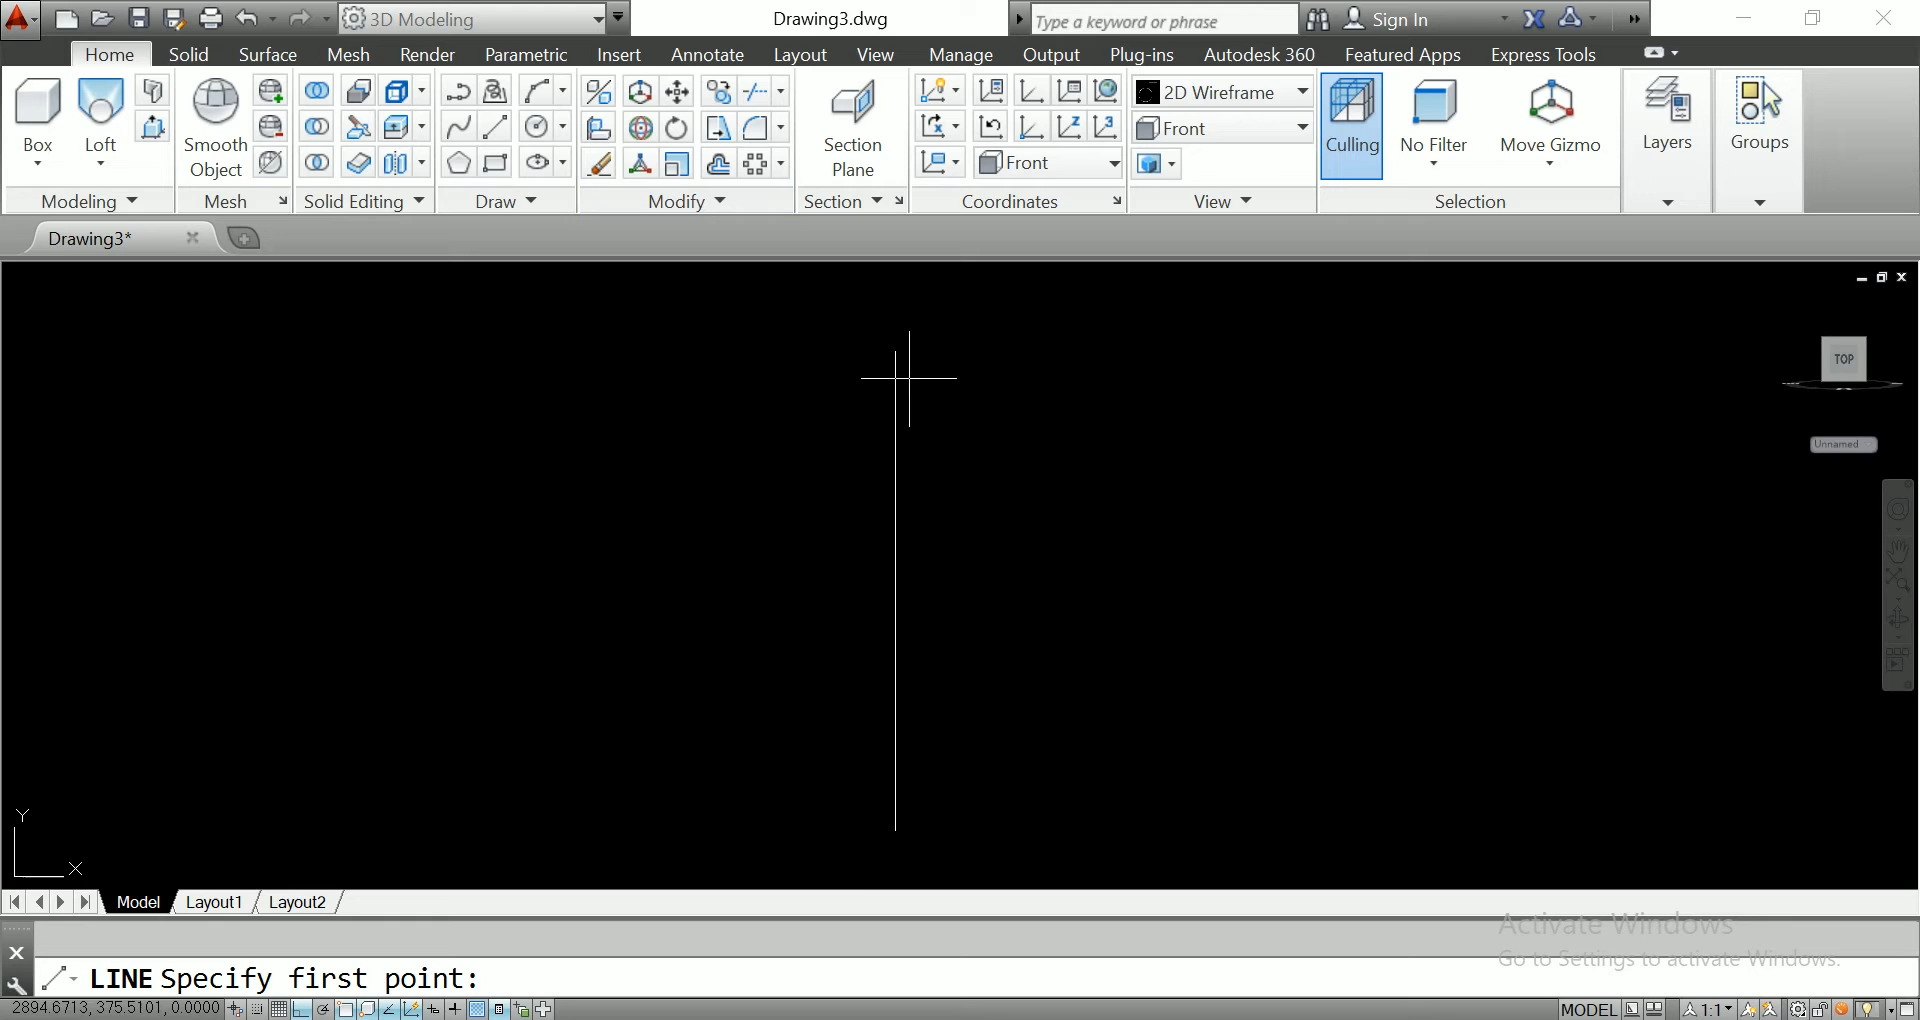 3D Modeling Drawing3.dwg Type a keyword or phrase Sign In
Home Solid Surface Mesh Render Parametric Insert Annotate Layout View Manage Output Plug-ins Autodesk 360 Featured Apps Express Tools
2D Wireframe
Front
Box Loft Smooth Object Section Plane Culling No Filter Move Gizmo Layers Groups
Front
Modeling Mesh Solid Editing Draw Modify Section Coordinates View Selection
Drawing3*
TOP
Unnamed
Y
X
Model Layout1 Layout2
Activate Windows
Go to Settings to activate Windows.
LINE Specify first point:
2894.6713, 375.5101, 0.0000 MODEL 1:1